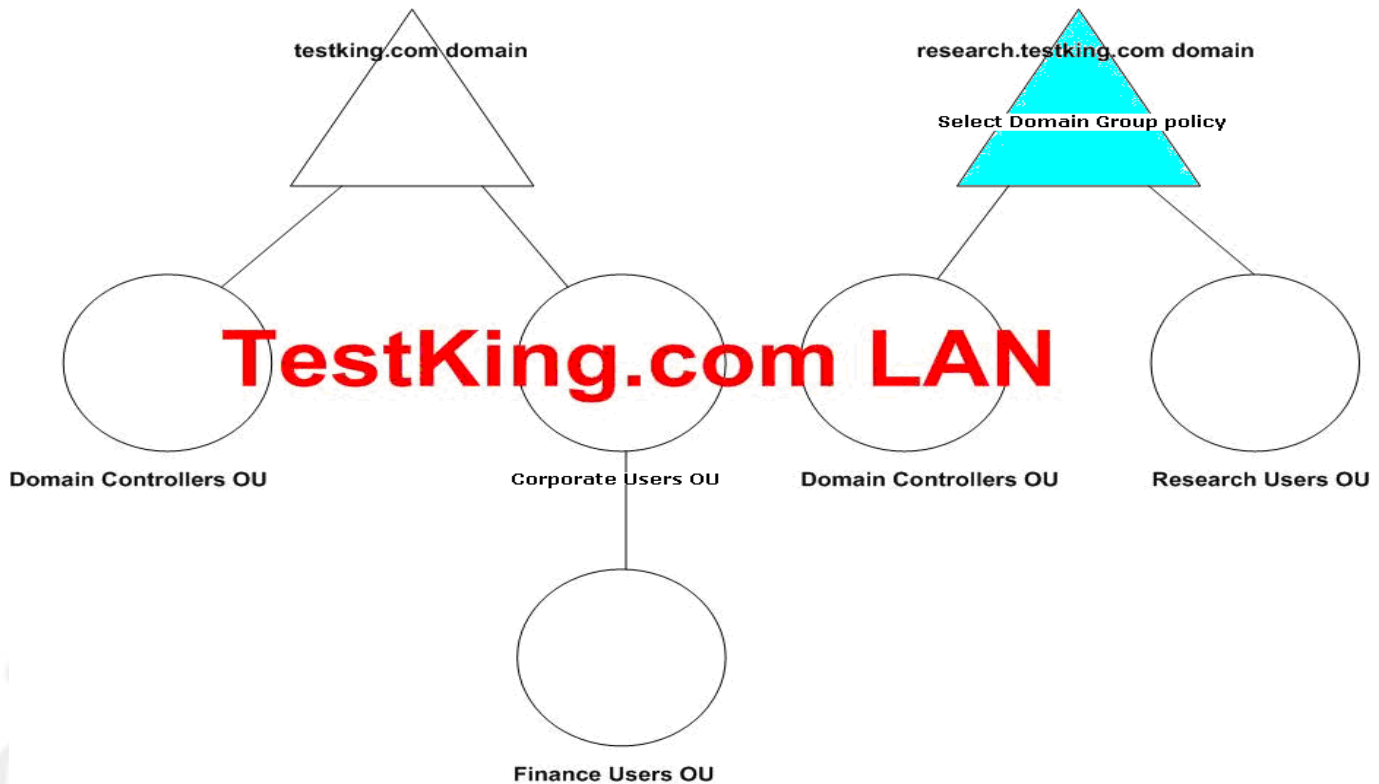 testking.com domain
research.testking.com domain
Select Domain Group policy
TestKing.com LAN
Domain Controllers OU
Corporate Users OU
Domain Controllers OU
Research Users OU
Finance Users OU